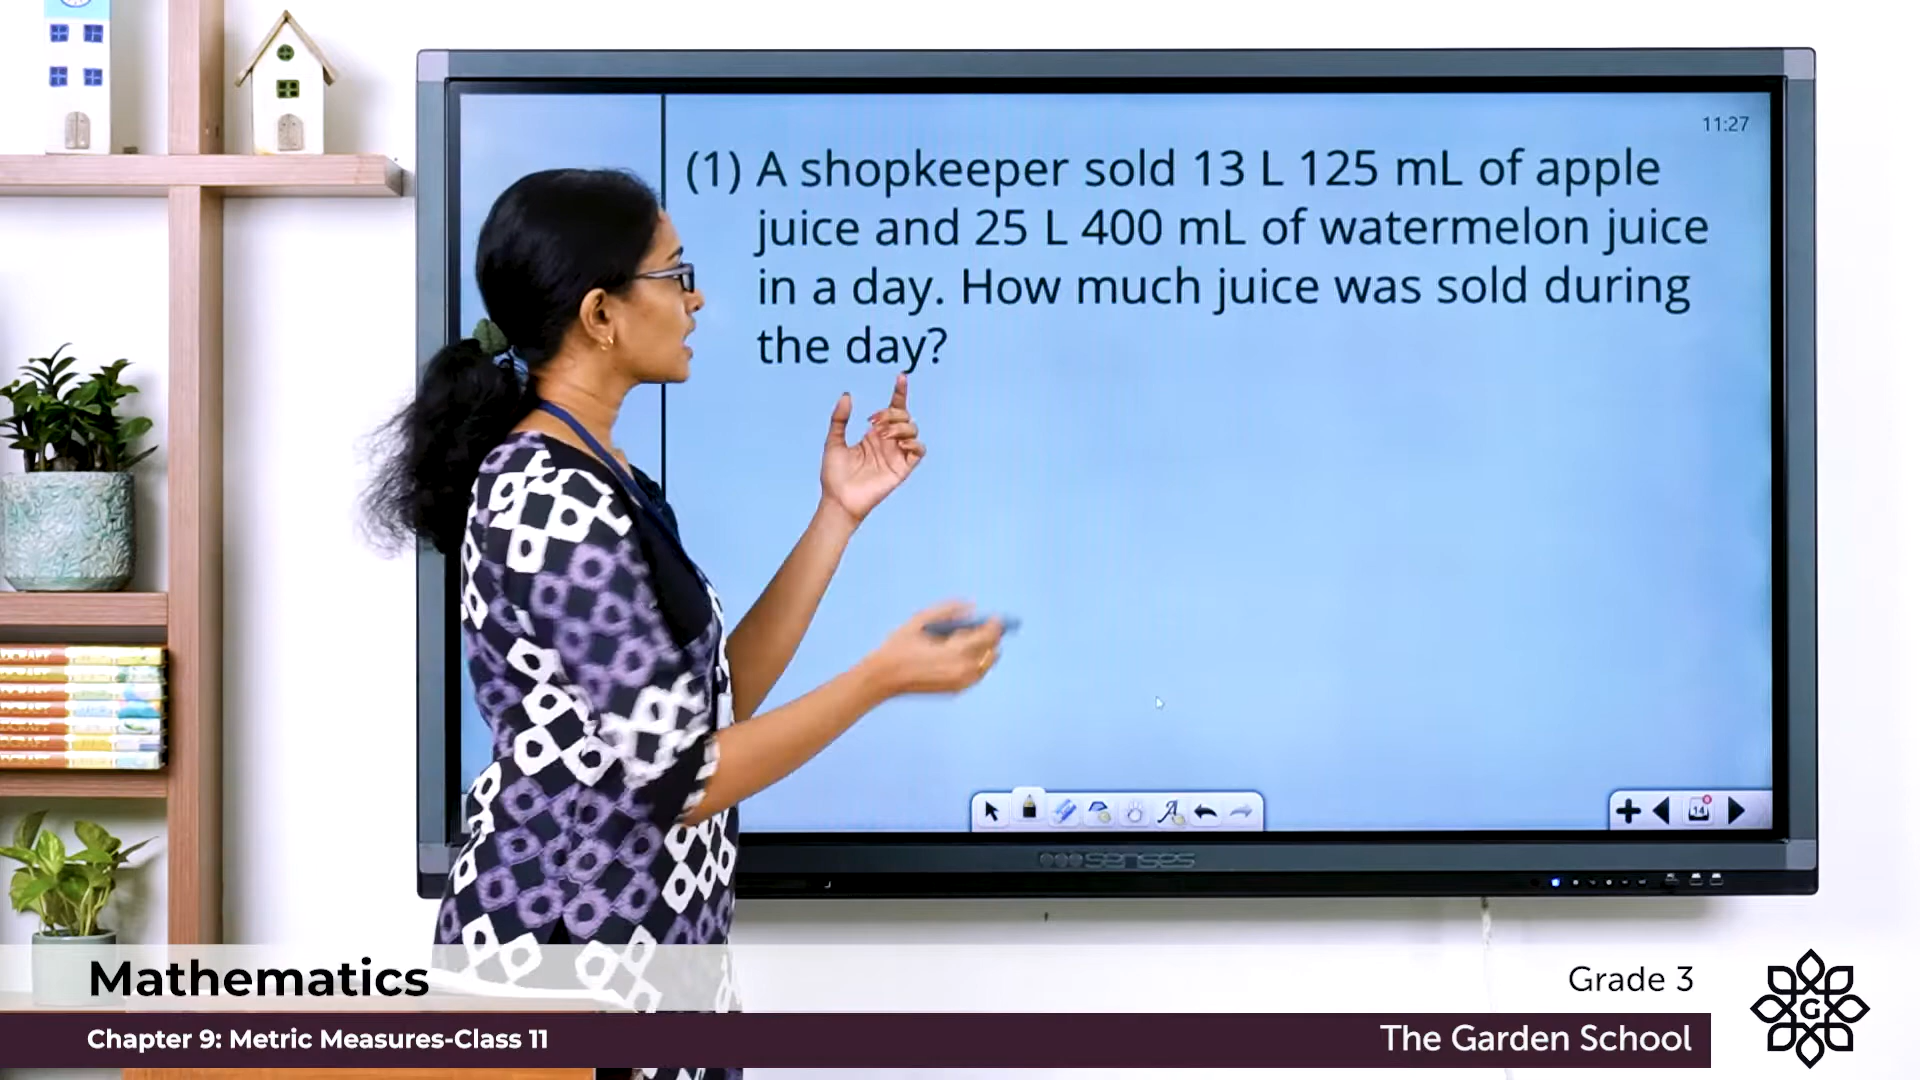 11:27
(1) A shopkeeper sold 13 L 125 mL of apple
juice and 25 L 400 mL of watermelon juice
in a day. How much juice was sold during
the day?
14
senses
Mathematics
Grade 3
Chapter 9: Metric Measures-Class 11
The Garden School
G